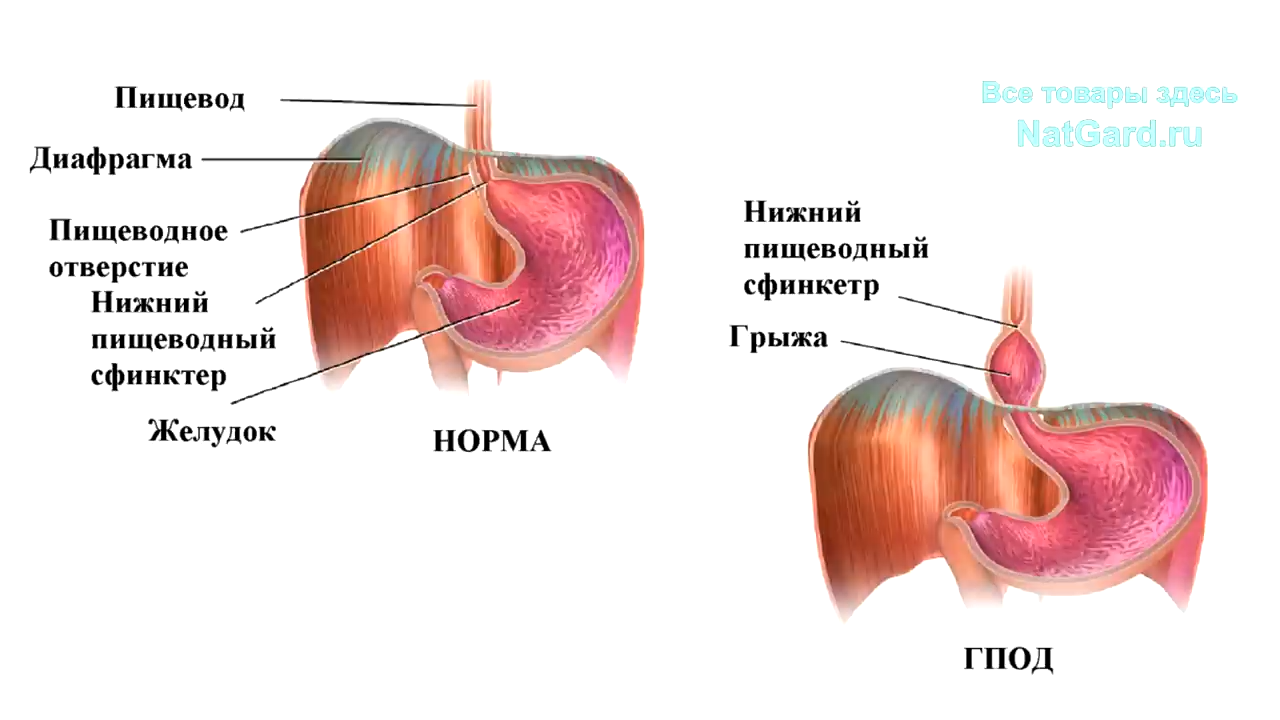 Пищевод
Диафрагма
Пищеводное
отверстие
Нижний
пищеводный
сфинктер
Желудок
НОРМА
Все товары здесь
NatGard.ru
Нижний
пищеводный
сфинкетр
Грыжа
ГПОД